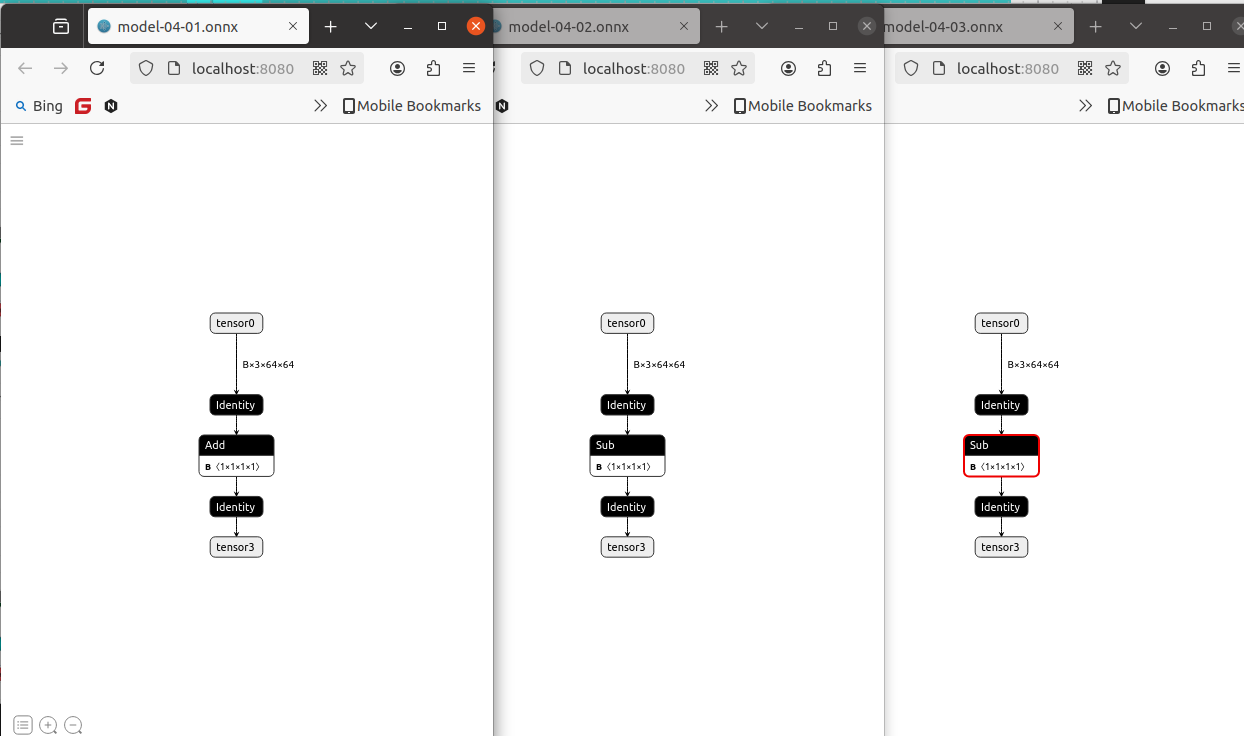 model-04-01.onnx
model-04-02.onnx
model-04-03.onnx
localhost:8080
localhost:8080
localhost:8080
Bing
G
N
Mobile Bookmarks
N
Mobile Bookmarks
Mobile Bookmarks
tensor0
B×3×64×64
Identity
Add
B ⟨1×1×1×1⟩
Identity
tensor3
tensor0
B×3×64×64
Identity
Sub
B ⟨1×1×1×1⟩
Identity
tensor3
tensor0
B×3×64×64
Identity
Sub
B ⟨1×1×1×1⟩
Identity
tensor3